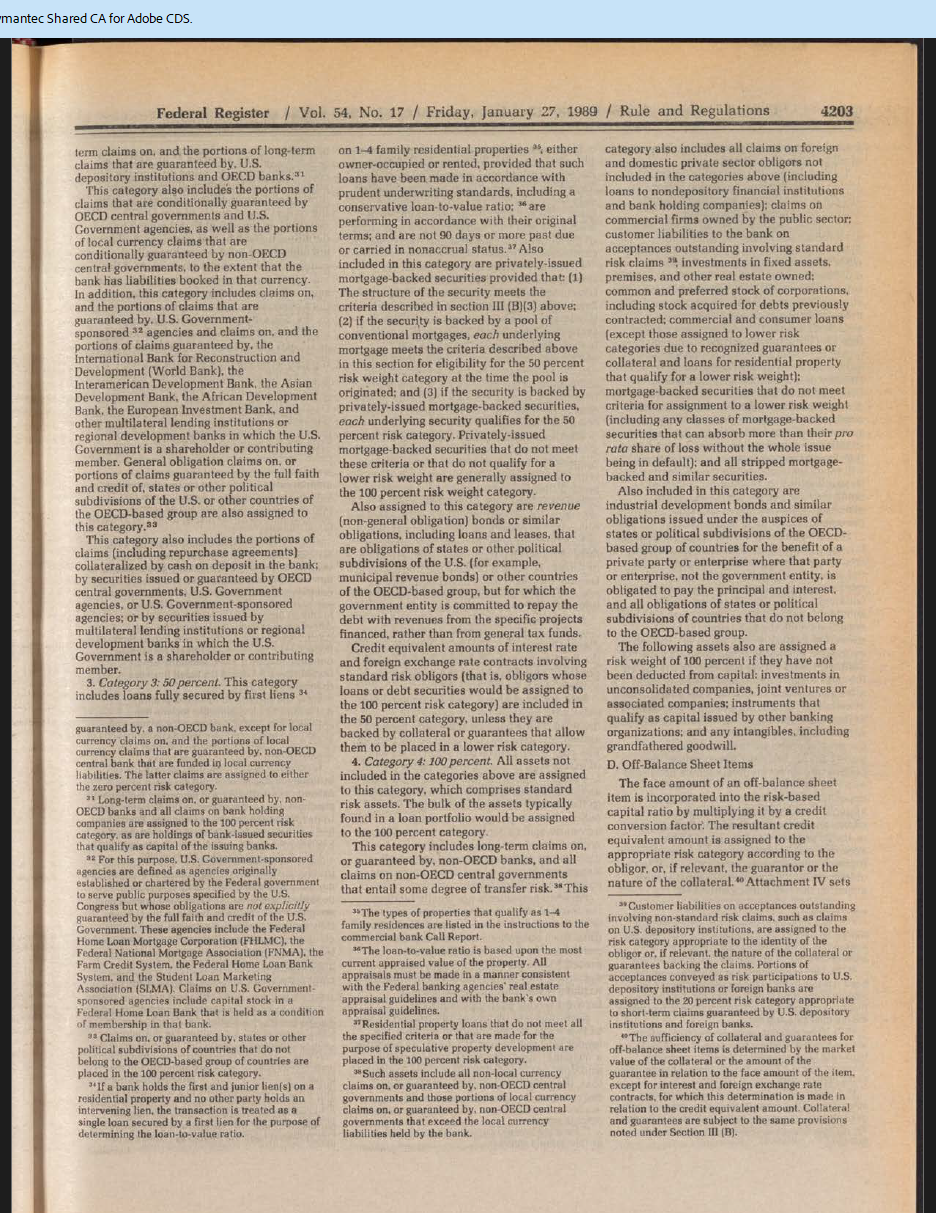 mantec Shared CA for Adobe CDS.
Federal Register / Vol. 54, No. 17 / Friday, January 27, 1989 / Rule and Regulations 4203
term claims on, and the portions of long-term
claims that are guaranteed by, U.S.
depository institutions and OECD banks.31
This category also includes the portions of
claims that are conditionally guaranteed by
OECD central governments and U.S.
Government agencies, as well as the portions
of local currency claims that are
conditionally guaranteed by non-OECD
central governments, to the extent that the
bank has liabilities booked in that currency.
In addition, this category includes claims on,
and the portions of claims that are
guaranteed by, U.S. Government-
sponsored 32 agencies and claims on, and the
portions of claims guaranteed by, the
International Bank for Reconstruction and
Development (World Bank), the
Interamerican Development Bank, the Asian
Development Bank, the African Development
Bank, the European Investment Bank, and
other multilateral lending institutions or
regional development banks in which the U.S.
Government is a shareholder or contributing
member. General obligation claims on, or
portions of claims guaranteed by the full faith
and credit of, states or other political
subdivisions of the U.S. or other countries of
the OECD-based group are also assigned to
this category.33
This category also includes the portions of
claims (including repurchase agreements)
collateralized by cash on deposit in the bank;
by securities issued or guaranteed by OECD
central governments, U.S. Government
agencies, or U.S. Government-sponsored
agencies; or by securities issued by
multilateral lending institutions or regional
development banks in which the U.S.
Government is a shareholder or contributing
member.
3. Category 3: 50 percent. This category
includes loans fully secured by first liens 34
guaranteed by, a non-OECD bank, except for local
currency claims on, and the portions of local
currency claims that are guaranteed by, non-OECD
central bank that are funded in local currency
liabilities. The latter claims are assigned to either
the zero percent risk category.
31 Long-term claims on, or guaranteed by, non-
OECD banks and all claims on bank holding
companies are assigned to the 100 percent risk
category, as are holdings of bank-issued securities
that qualify as capital of the issuing banks.
32 For this purpose, U.S. Government-sponsored
agencies are defined as agencies originally
established or chartered by the Federal government
to serve public purposes specified by the U.S.
Congress but whose obligations are not explicitly
guaranteed by the full faith and credit of the U.S.
Government. These agencies include the Federal
Home Loan Mortgage Corporation (FHLMC), the
Federal National Mortgage Association (FNMA), the
Farm Credit System, the Federal Home Loan Bank
System, and the Student Loan Marketing
Association (SLMA). Claims on U.S. Government-
sponsored agencies include capital stock in a
Federal Home Loan Bank that is held as a condition
of membership in that bank.
33 Claims on, or guaranteed by, states or other
political subdivisions of countries that do not
belong to the OECD-based group of countries are
placed in the 100 percent risk category.
34 If a bank holds the first and junior lien(s) on a
residential property and no other party holds an
intervening lien, the transaction is treated as a
single loan secured by a first lien for the purpose of
determining the loan-to-value ratio.
on 1–4 family residential properties 35, either
owner-occupied or rented, provided that such
loans have been made in accordance with
prudent underwriting standards, including a
conservative loan-to-value ratio; 36 are
performing in accordance with their original
terms; and are not 90 days or more past due
or carried in nonaccrual status.37 Also
included in this category are privately-issued
mortgage-backed securities provided that: (1)
The structure of the security meets the
criteria described in section III (B)(3) above;
(2) if the security is backed by a pool of
conventional mortgages, each underlying
mortgage meets the criteria described above
in this section for eligibility for the 50 percent
risk weight category at the time the pool is
originated; and (3) if the security is backed by
privately-issued mortgage-backed securities,
each underlying security qualifies for the 50
percent risk category. Privately-issued
mortgage-backed securities that do not meet
these criteria or that do not qualify for a
lower risk weight are generally assigned to
the 100 percent risk weight category.
Also assigned to this category are revenue
(non-general obligation) bonds or similar
obligations, including loans and leases, that
are obligations of states or other political
subdivisions of the U.S. (for example,
municipal revenue bonds) or other countries
of the OECD-based group, but for which the
government entity is committed to repay the
debt with revenues from the specific projects
financed, rather than from general tax funds.
Credit equivalent amounts of interest rate
and foreign exchange rate contracts involving
standard risk obligors (that is, obligors whose
loans or debt securities would be assigned to
the 100 percent risk category) are included in
the 50 percent category, unless they are
backed by collateral or guarantees that allow
them to be placed in a lower risk category.
4. Category 4: 100 percent. All assets not
included in the categories above are assigned
to this category, which comprises standard
risk assets. The bulk of the assets typically
found in a loan portfolio would be assigned
to the 100 percent category.
This category includes long-term claims on,
or guaranteed by, non-OECD banks, and all
claims on non-OECD central governments
that entail some degree of transfer risk.38 This
35 The types of properties that qualify as 1–4
family residences are listed in the instructions to the
commercial bank Call Report.
36 The loan-to-value ratio is based upon the most
current appraised value of the property. All
appraisals must be made in a manner consistent
with the Federal banking agencies' real estate
appraisal guidelines and with the bank's own
appraisal guidelines.
37 Residential property loans that do not meet all
the specified criteria or that are made for the
purpose of speculative property development are
placed in the 100 percent risk category.
38 Such assets include all non-local currency
claims on, or guaranteed by, non-OECD central
governments and those portions of local currency
claims on, or guaranteed by, non-OECD central
governments that exceed the local currency
liabilities held by the bank.
category also includes all claims on foreign
and domestic private sector obligors not
included in the categories above (including
loans to nondepository financial institutions
and bank holding companies); claims on
commercial firms owned by the public sector;
customer liabilities to the bank on
acceptances outstanding involving standard
risk claims 39; investments in fixed assets,
premises, and other real estate owned;
common and preferred stock of corporations,
including stock acquired for debts previously
contracted; commercial and consumer loans
(except those assigned to lower risk
categories due to recognized guarantees or
collateral and loans for residential property
that qualify for a lower risk weight);
mortgage-backed securities that do not meet
criteria for assignment to a lower risk weight
(including any classes of mortgage-backed
securities that can absorb more than their pro
rata share of loss without the whole issue
being in default); and all stripped mortgage-
backed and similar securities.
Also included in this category are
industrial development bonds and similar
obligations issued under the auspices of
states or political subdivisions of the OECD-
based group of countries for the benefit of a
private party or enterprise where that party
or enterprise, not the government entity, is
obligated to pay the principal and interest,
and all obligations of states or political
subdivisions of countries that do not belong
to the OECD-based group.
The following assets also are assigned a
risk weight of 100 percent if they have not
been deducted from capital: investments in
unconsolidated companies, joint ventures or
associated companies; instruments that
qualify as capital issued by other banking
organizations; and any intangibles, including
grandfathered goodwill.
D. Off-Balance Sheet Items
The face amount of an off-balance sheet
item is incorporated into the risk-based
capital ratio by multiplying it by a credit
conversion factor. The resultant credit
equivalent amount is assigned to the
appropriate risk category according to the
obligor, or, if relevant, the guarantor or the
nature of the collateral.40 Attachment IV sets
39 Customer liabilities on acceptances outstanding
involving non-standard risk claims, such as claims
on U.S. depository institutions, are assigned to the
risk category appropriate to the identity of the
obligor or, if relevant, the nature of the collateral or
guarantees backing the claims. Portions of
acceptances conveyed as risk participations to U.S.
depository institutions or foreign banks are
assigned to the 20 percent risk category appropriate
to short-term claims guaranteed by U.S. depository
institutions and foreign banks.
40 The sufficiency of collateral and guarantees for
off-balance sheet items is determined by the market
value of the collateral or the amount of the
guarantee in relation to the face amount of the item,
except for interest and foreign exchange rate
contracts, for which this determination is made in
relation to the credit equivalent amount. Collateral
and guarantees are subject to the same provisions
noted under Section III (B).